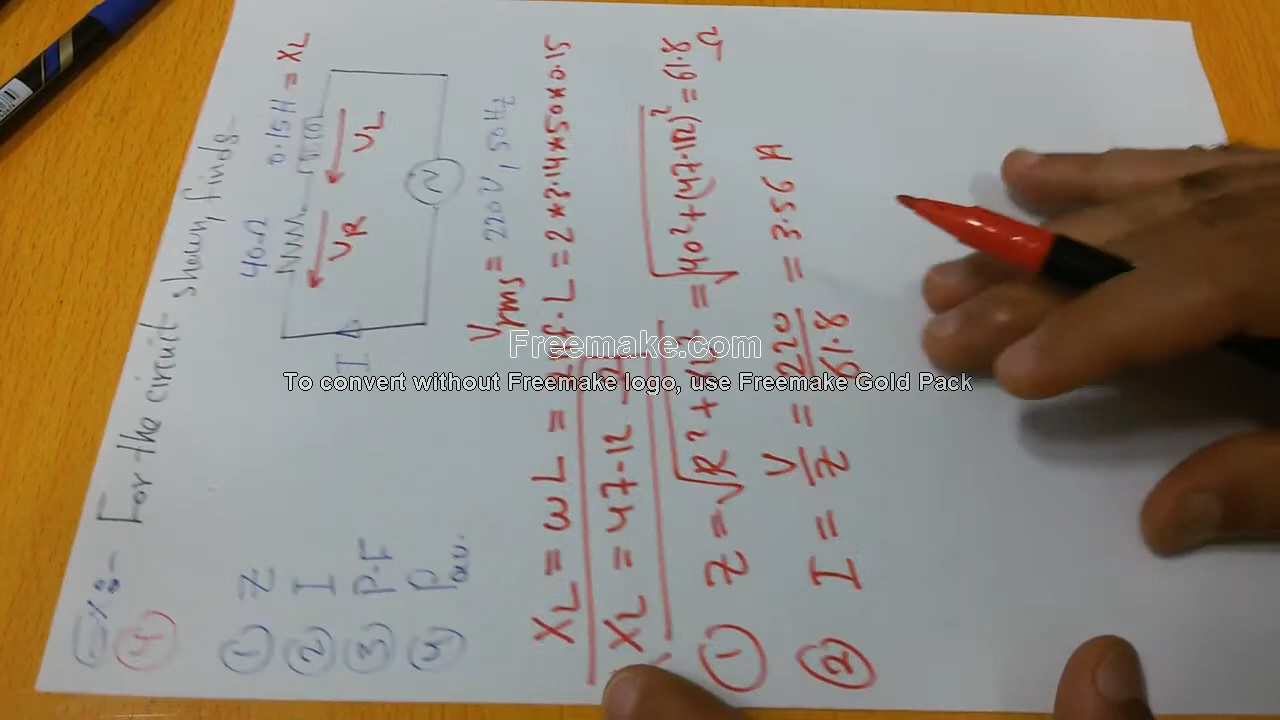 Ex:-
(4)
For the circuit shown, find:-
① Z
② I
③ P.F
④ Pav.
40Ω
0.15H = XL
VR
VL
I
Vrms = 220V, 50Hz
XL = ωL = f.L = 2*3.14*50*0.15
XL = 47.12 Ω
① Z = √R² + XL² = √40² + (47.12)² = 61.8 Ω
② I = V/Z = 220/61.8 = 3.56 A
Freemake.com
To convert without Freemake logo, use Freemake Gold Pack